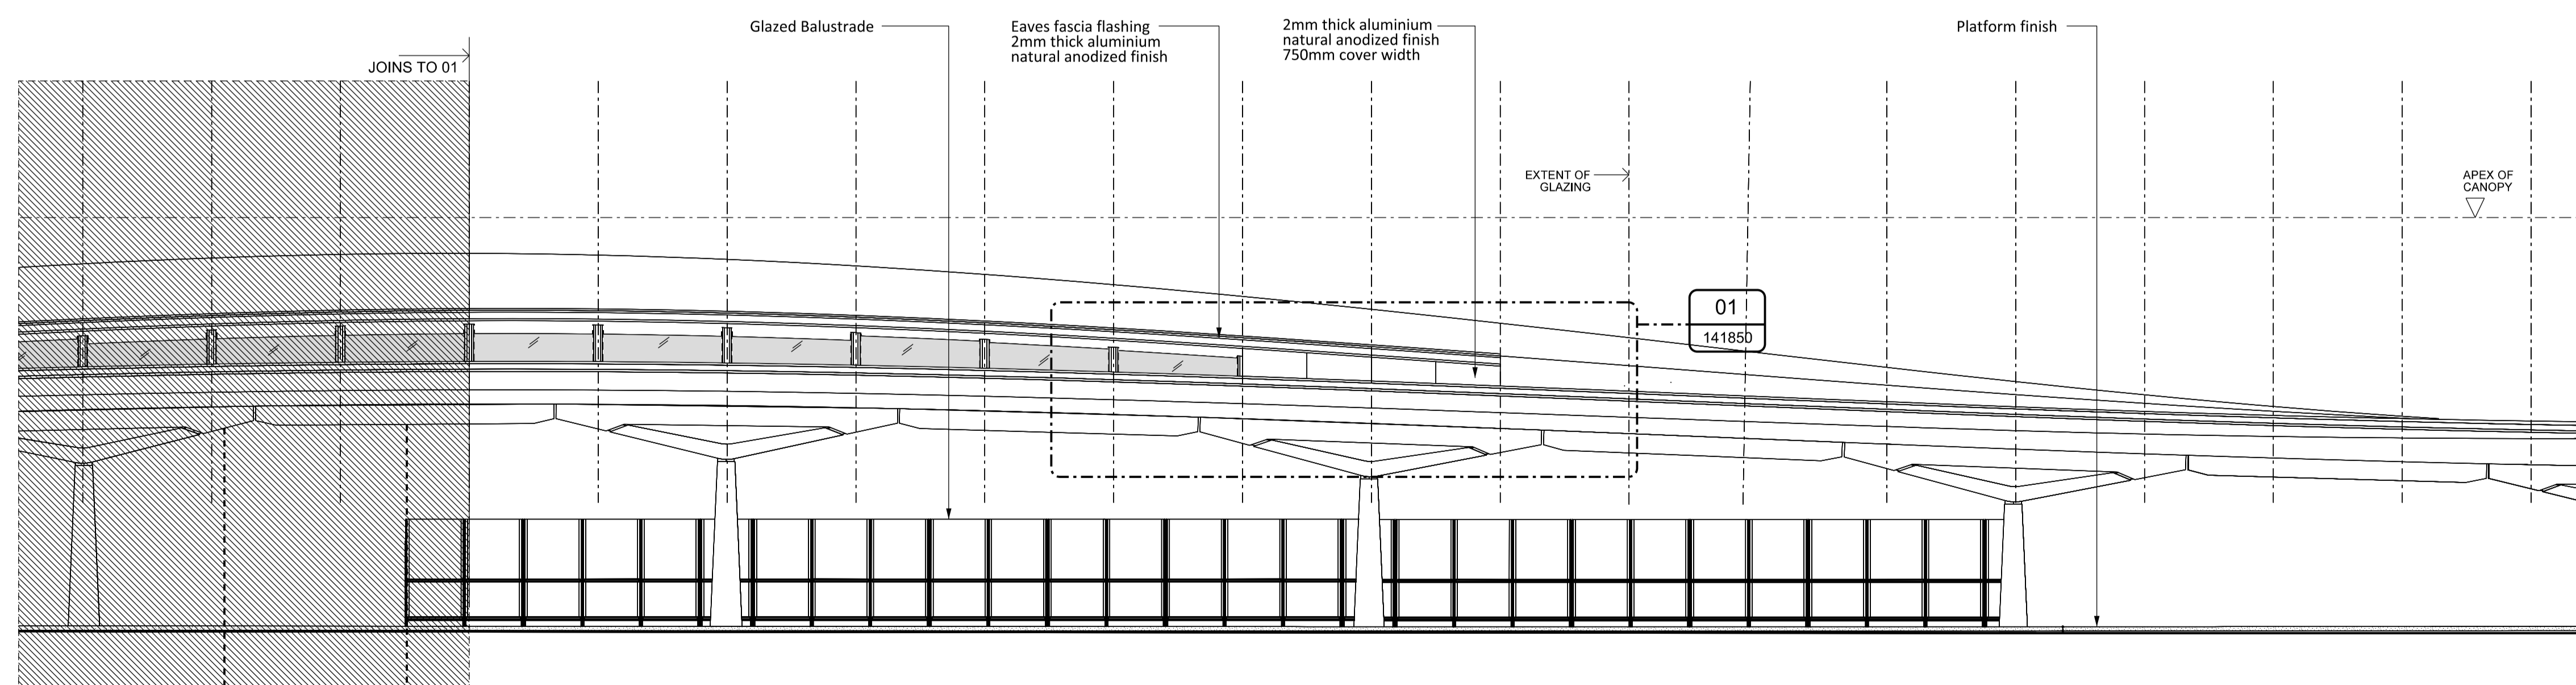 Glazed Balustrade
Eaves fascia flashing
2mm thick aluminium
natural anodized finish
2mm thick aluminium
natural anodized finish
750mm cover width
Platform finish
JOINS TO 01
EXTENT OF
GLAZING
APEX OF
CANOPY
01
141850